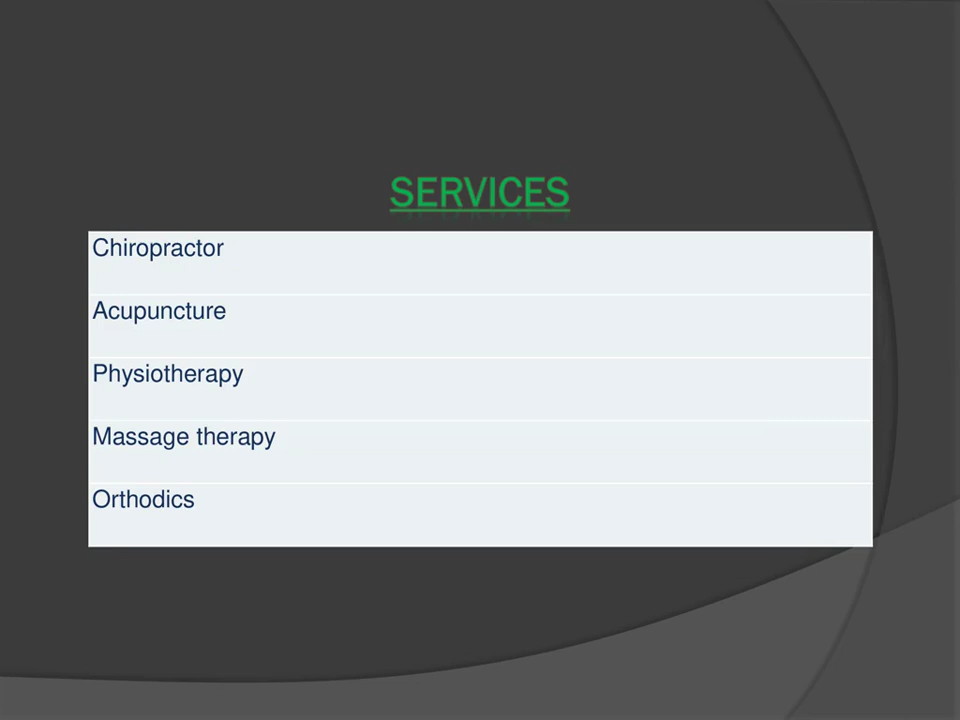 SERVICES
Chiropractor
Acupuncture
Physiotherapy
Massage therapy
Orthodics